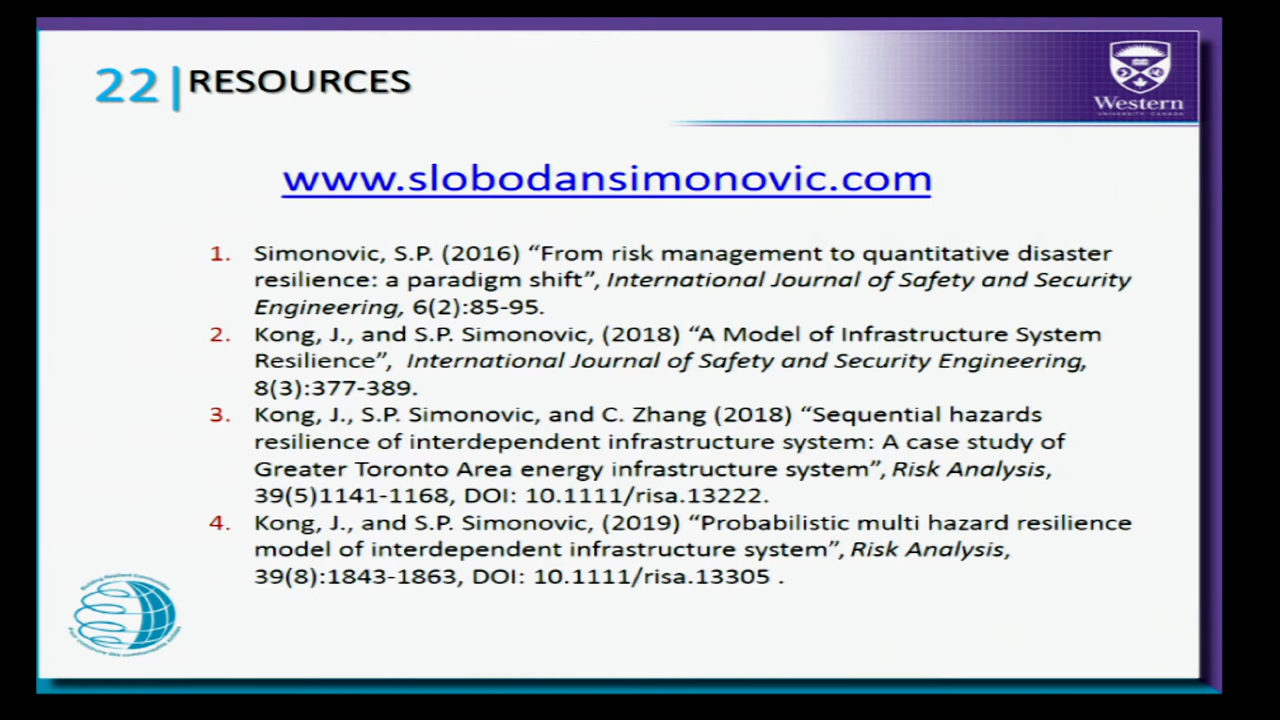 22 RESOURCES
Western
UNIVERSITY · CANADA
www.slobodansimonovic.com
1. Simonovic, S.P. (2016) “From risk management to quantitative disaster
resilience: a paradigm shift”, International Journal of Safety and Security
Engineering, 6(2):85-95.
2. Kong, J., and S.P. Simonovic, (2018) “A Model of Infrastructure System
Resilience”, International Journal of Safety and Security Engineering,
8(3):377-389.
3. Kong, J., S.P. Simonovic, and C. Zhang (2018) “Sequential hazards
resilience of interdependent infrastructure system: A case study of
Greater Toronto Area energy infrastructure system”, Risk Analysis,
39(5)1141-1168, DOI: 10.1111/risa.13222.
4. Kong, J., and S.P. Simonovic, (2019) “Probabilistic multi hazard resilience
model of interdependent infrastructure system”, Risk Analysis,
39(8):1843-1863, DOI: 10.1111/risa.13305 .
Building Resilient Communities